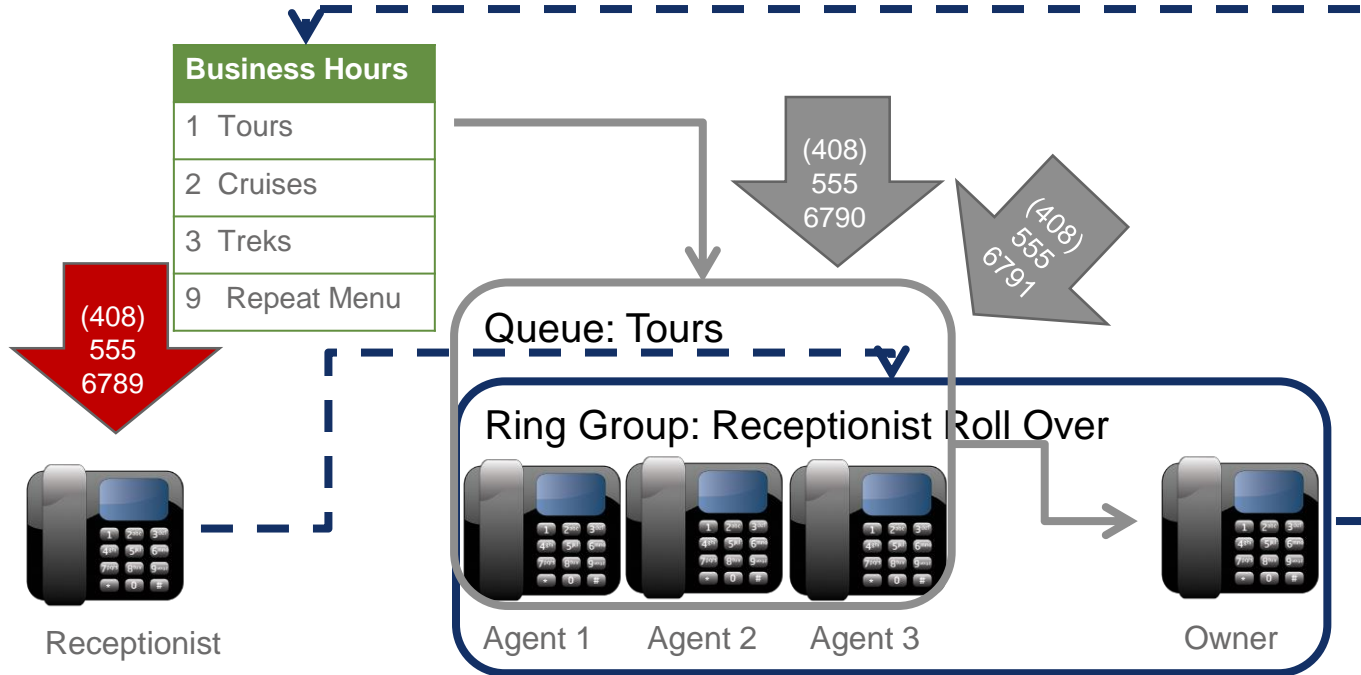 Business Hours
1 Tours
2 Cruises
3 Treks
9 Repeat Menu
(408)
555
6789
(408)
555
6790
(408)
555
6791
Queue: Tours
Ring Group: Receptionist Roll Over
Receptionist
Agent 1
Agent 2
Agent 3
Owner